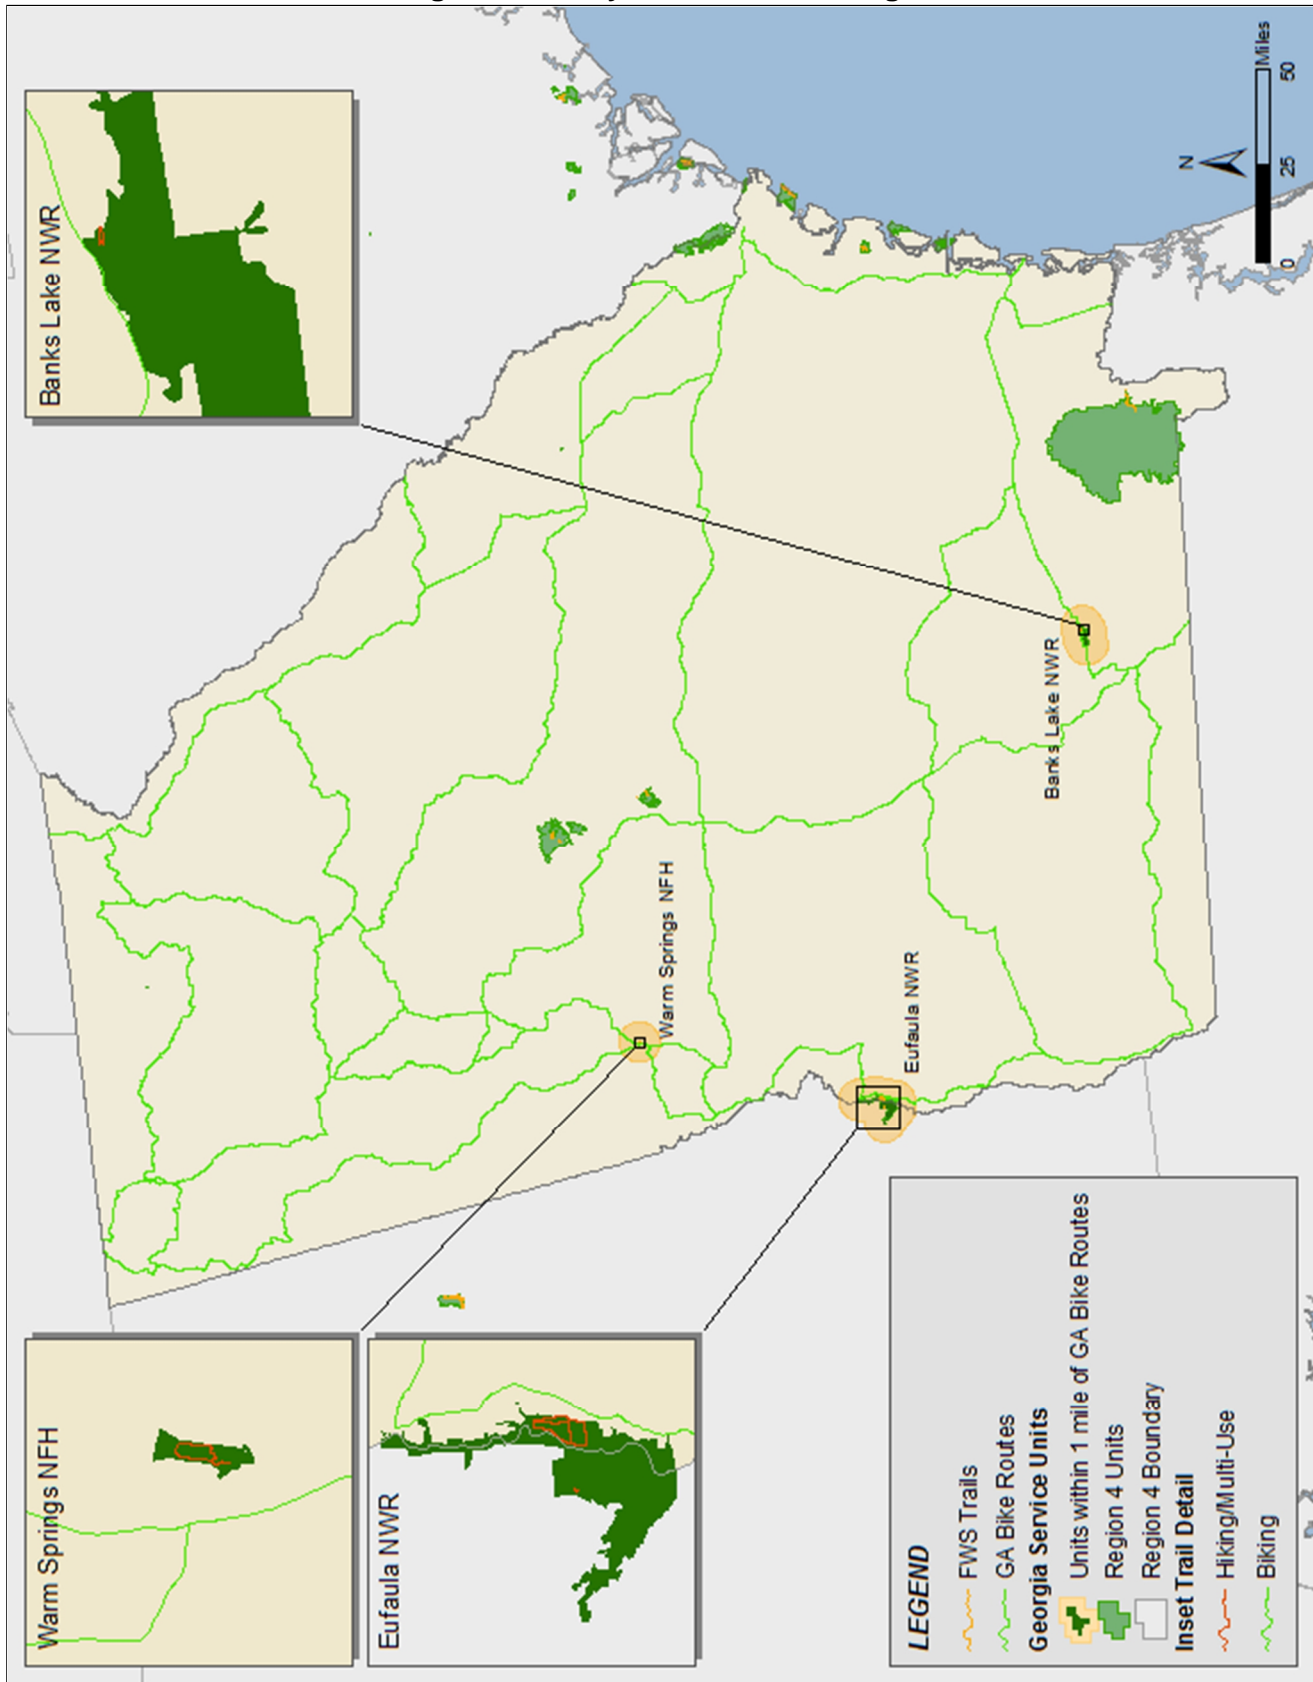 Warm Springs NFH
Eufaula NWR
Banks Lake NWR
Warm Springs NFH
Eufaula NWR
Banks Lake NWR
N
0 25 50 Miles
LEGEND
FWS Trails
GA Bike Routes
Georgia Service Units
Units within 1 mile of GA Bike Routes
Region 4 Units
Region 4 Boundary
Inset Trail Detail
Hiking/Multi-Use
Biking